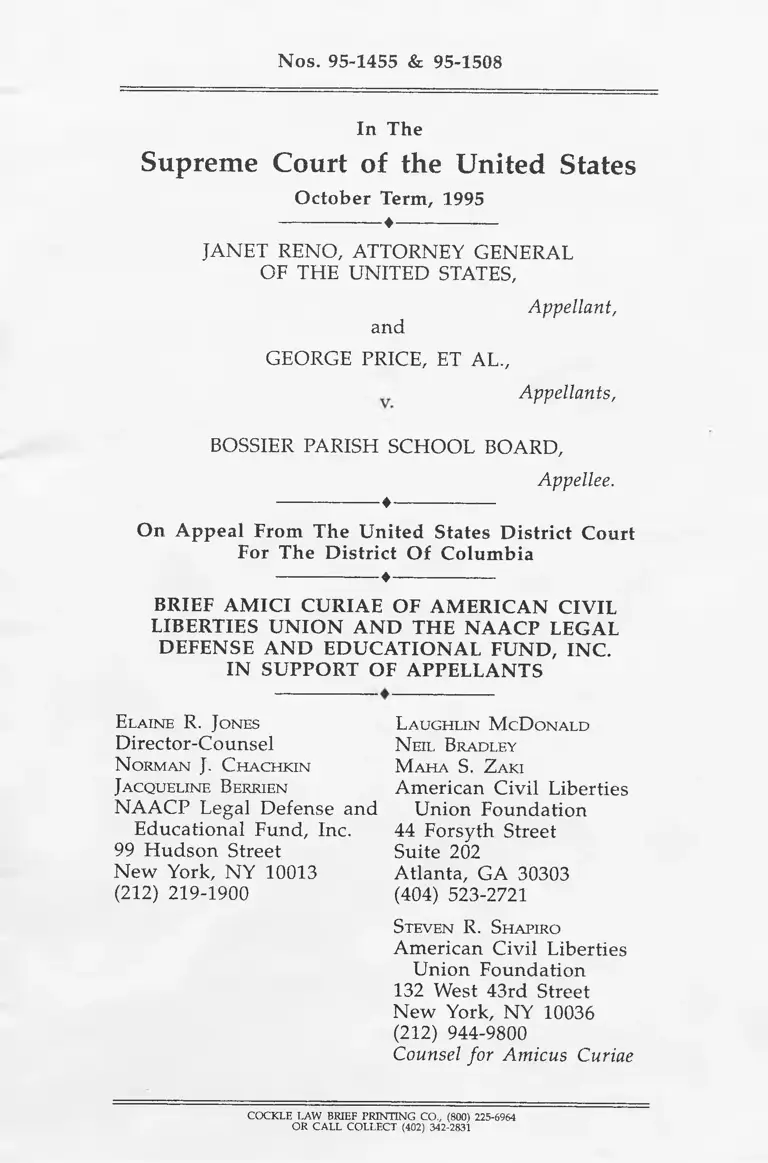 Nos. 95-1455 & 95-1508
In The
Supreme Court of the United States
October Term, 1995
JANET RENO, ATTORNEY GENERAL
OF THE UNITED STATES,
Appellant,
and
GEORGE PRICE, ET AL.,
Appellants,
v.
BOSSIER PARISH SCHOOL BOARD,
Appellee.
On Appeal From The United States District Court
For The District Of Columbia
BRIEF AMICI CURIAE OF AMERICAN CIVIL
LIBERTIES UNION AND THE NAACP LEGAL
DEFENSE AND EDUCATIONAL FUND, INC.
IN SUPPORT OF APPELLANTS
ELAINE R. JONES
Director-Counsel
NORMAN J. CHACHKIN
JACQUELINE BERRIEN
NAACP Legal Defense and
Educational Fund, Inc.
99 Hudson Street
New York, NY 10013
(212) 219-1900
LAUGHLIN MCDONALD
NEIL BRADLEY
MAHA S. ZAKI
American Civil Liberties
Union Foundation
44 Forsyth Street
Suite 202
Atlanta, GA 30303
(404) 523-2721
STEVEN R. SHAPIRO
American Civil Liberties
Union Foundation
132 West 43rd Street
New York, NY 10036
(212) 944-9800
Counsel for Amicus Curiae
COCKLE LAW BRIEF PRINTING CO., (800) 225-6964
OR CALL COLLECT (402) 342-2831